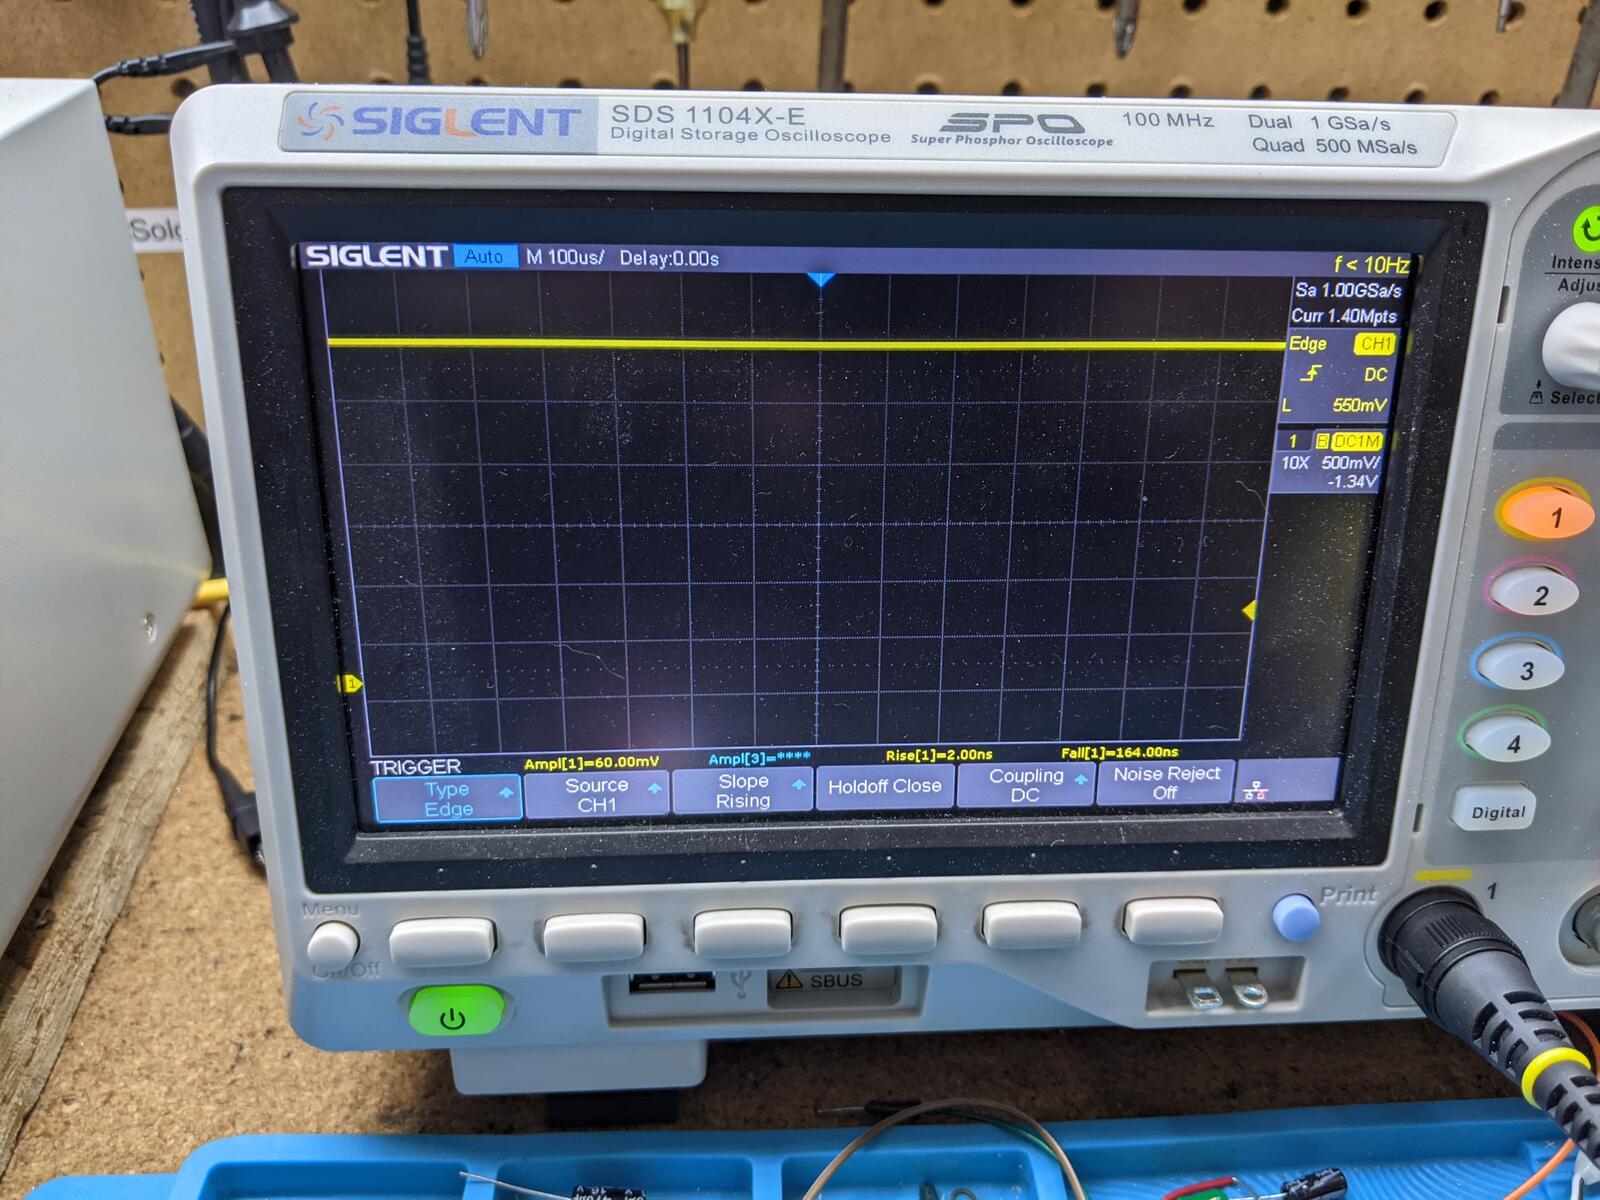 SIGLENT SDS 1104X-E
Digital Storage Oscilloscope
SPO
Super Phosphor Oscilloscope
100 MHz
Dual 1 GSa/s
Quad 500 MSa/s
SIGLENT Auto M 100us/ Delay:0.00s f < 10Hz
Sa 1.00GSa/s
Curr 1.40Mpts
Edge CH1
DC
L 550mV
1 B DC1M
10X 500mV/
-1.34V
1
Ampl[1]=60.00mV Ampl[3]=**** Rise[1]=2.00ns Fall[1]=164.00ns
TRIGGER
Type
Edge
Source
CH1
Slope
Rising
Holdoff Close
Coupling
DC
Noise Reject
Off
Adjus
Select
1
2
3
4
Digital
Menu
On/Off
Print
1
SBUS
16 V